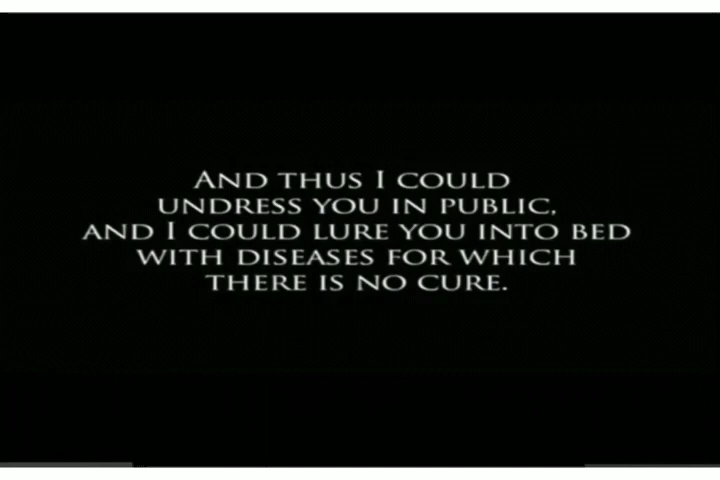 AND THUS I COULD
UNDRESS YOU IN PUBLIC,
AND I COULD LURE YOU INTO BED
WITH DISEASES FOR WHICH
THERE IS NO CURE.